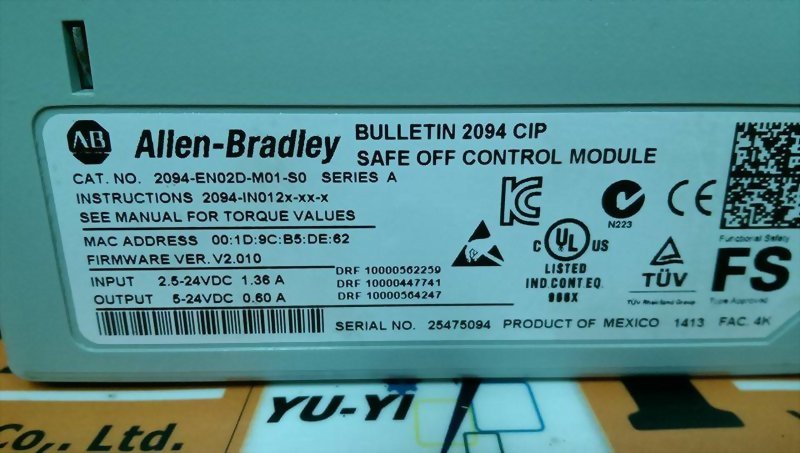 AB Allen-Bradley
BULLETIN 2094 CIP
SAFE OFF CONTROL MODULE
CAT. NO. 2094-EN02D-M01-S0 SERIES A
INSTRUCTIONS 2094-IN012x-xx-x
SEE MANUAL FOR TORQUE VALUES
MAC ADDRESS 00:1D:9C:B5:DE:62
FIRMWARE VER. V2.010
INPUT 2.5-24VDC 1.36 A
OUTPUT 5-24VDC 0.60 A
DRF 10000562259
DRF 10000447741
DRF 10000564247
KC
N223
CE
C UL US
LISTED
IND.CONT.EQ.
966X
TÜV
TÜV Rheinland Group
Functional Safety
FS
Type Approved
SERIAL NO. 25475094 PRODUCT OF MEXICO 1413 FAC. 4K
YU-YI
Co,. Ltd.